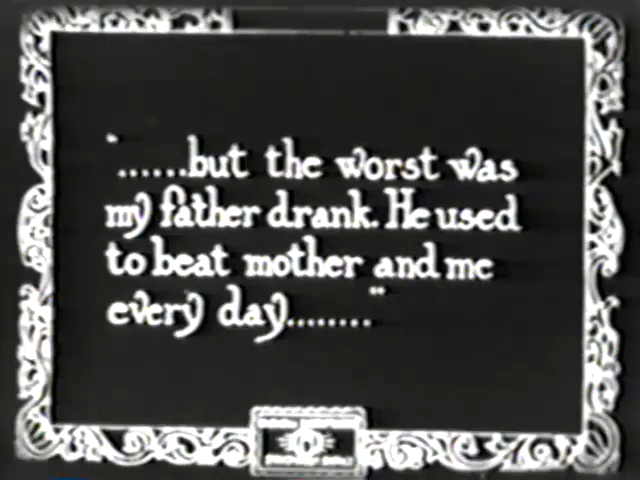 "......but the worst was
my father drank. He used
to beat mother and me
every day........"